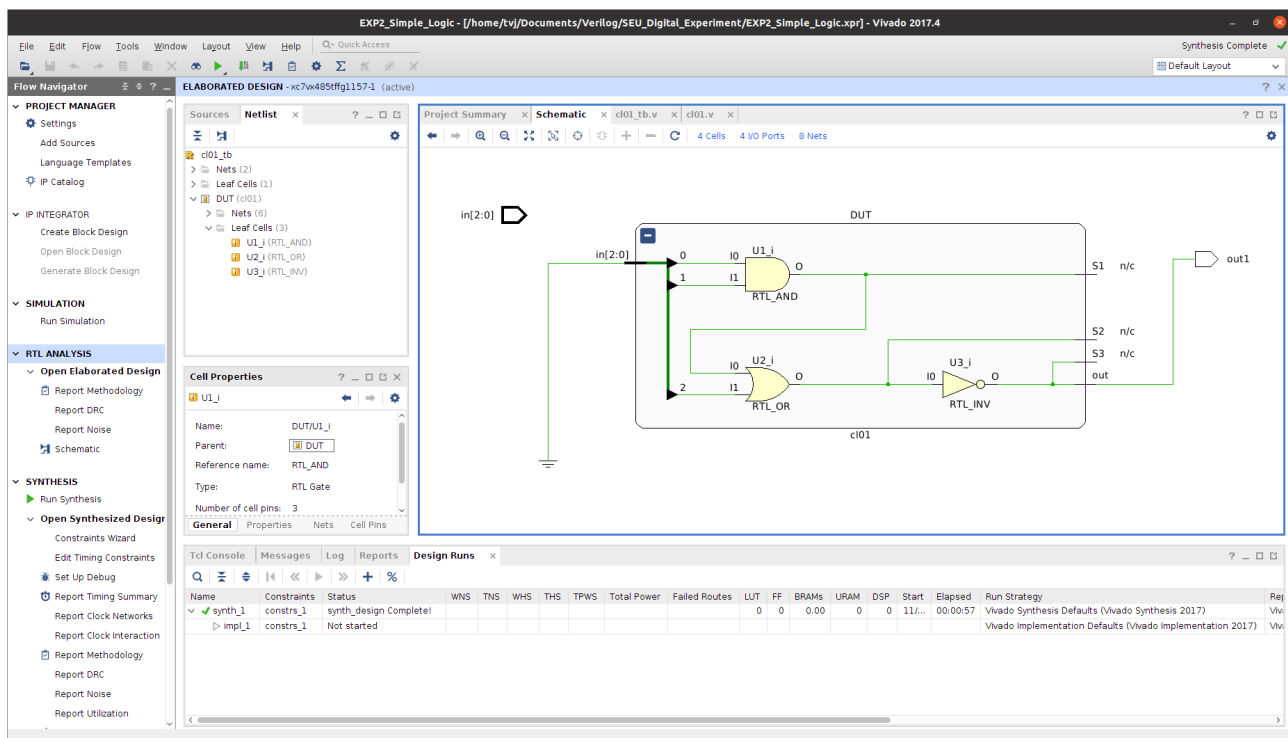 EXP2_Simple_Logic - [/home/tvj/Documents/Verilog/SEU_Digital_Experiment/EXP2_Simple_Logic.xpr] - Vivado 2017.4
File Edit Flow Tools Window Layout View Help Quick Access Synthesis Complete
Default Layout
Flow Navigator
ELABORATED DESIGN - xc7vx485tffg1157-1 (active)
PROJECT MANAGER
Settings
Add Sources
Language Templates
IP Catalog
IP INTEGRATOR
Create Block Design
Open Block Design
Generate Block Design
SIMULATION
Run Simulation
RTL ANALYSIS
Open Elaborated Design
Report Methodology
Report DRC
Report Noise
Schematic
SYNTHESIS
Run Synthesis
Open Synthesized Design
Constraints Wizard
Edit Timing Constraints
Set Up Debug
Report Timing Summary
Report Clock Networks
Report Clock Interaction
Report Methodology
Report DRC
Report Noise
Report Utilization
Sources Netlist
cl01_tb
Nets (2)
Leaf Cells (1)
DUT (cl01)
Nets (6)
Leaf Cells (3)
U1_i (RTL_AND)
U2_i (RTL_OR)
U3_i (RTL_INV)
Cell Properties
U1_i
Name: DUT/U1_i
Parent: DUT
Reference name: RTL_AND
Type: RTL Gate
Number of cell pins: 3
General Properties Nets Cell Pins
Project Summary Schematic cl01_tb.v cl01.v
4 Cells 4 I/O Ports 8 Nets
in[2:0]
DUT
in[2:0]
0 I0 U1_i O
1 I1
RTL_AND
S1 n/c
out1
S2 n/c
S3 n/c
out
I0 U2_i O
2 I1
RTL_OR
U3_i
I0 O
RTL_INV
cl01
Tcl Console Messages Log Reports Design Runs
Name Constraints Status WNS TNS WHS THS TPWS Total Power Failed Routes LUT FF BRAMs URAM DSP Start Elapsed Run Strategy
synth_1 constrs_1 synth_design Complete! 0 0 0.00 0 0 11/... 00:00:57 Vivado Synthesis Defaults (Vivado Synthesis 2017)
impl_1 constrs_1 Not started Vivado Implementation Defaults (Vivado Implementation 2017)